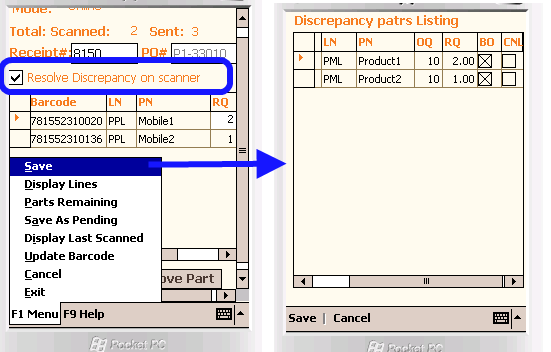 Mode: Online
Total Scanned: 2 Sent: 3
Receipt#: 8150 PO# P1-33010
Resolve Discrepancy on scanner
Barcode LN PN RQ
781552310020 PPL Mobile1 2
781552310136 PPL Mobile2 1
Save
Display Lines
Parts Remaining
Save As Pending
Display Last Scanned
Update Barcode
Cancel
Exit
ove Part
F1 Menu F9 Help
Pocket PC
Discrepancy patrs Listing
LN PN OQ RQ BO CNL
PML Product1 10 2.00
PML Product2 10 1.00
Save | Cancel
Pocket PC